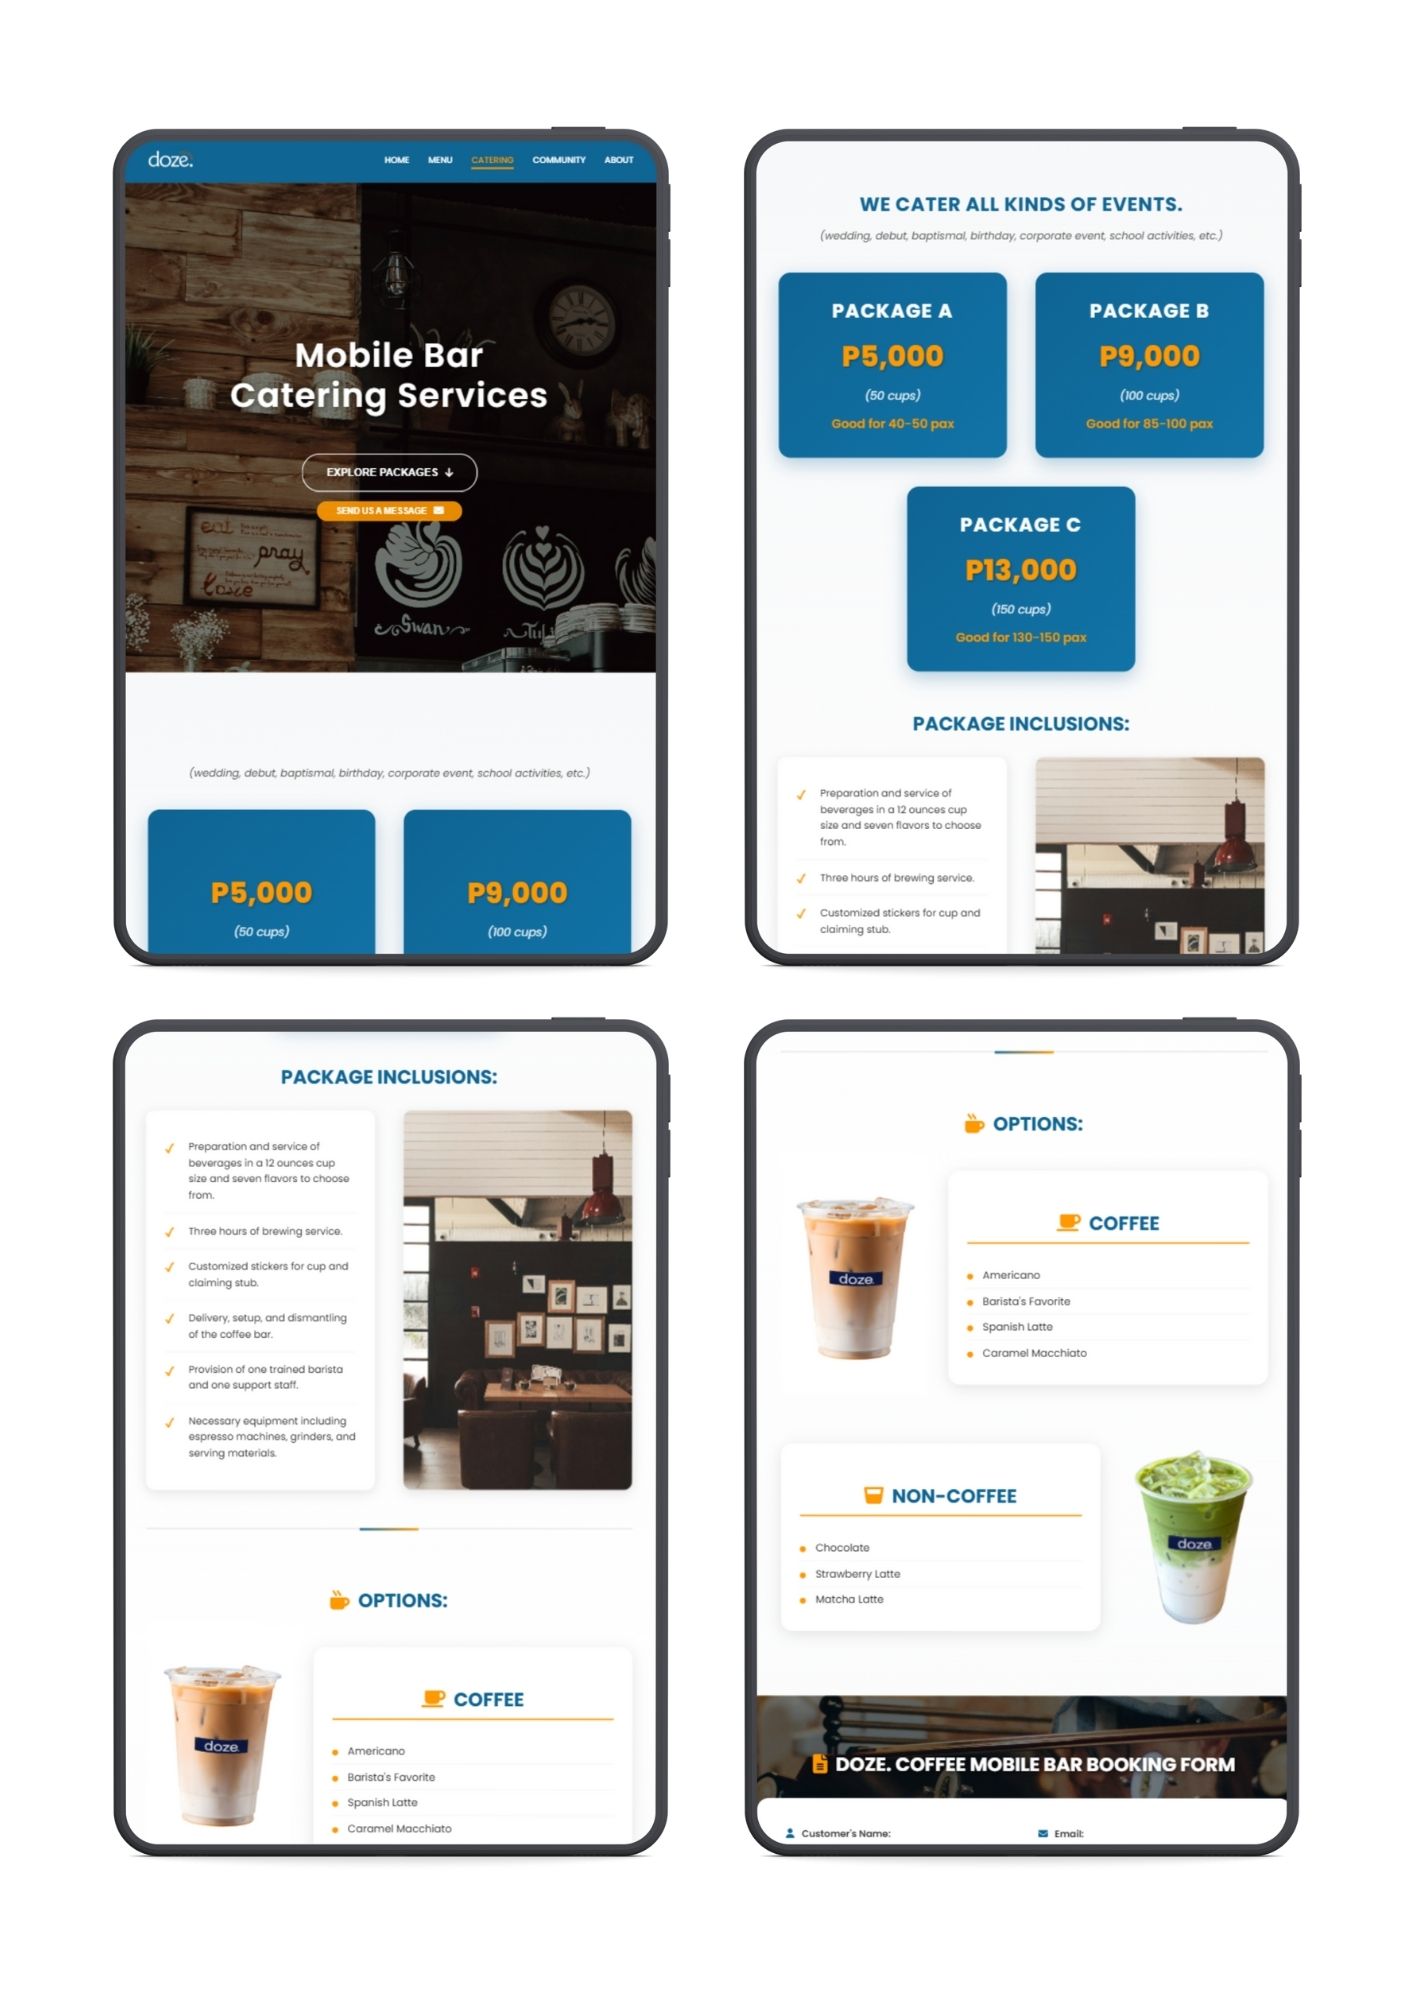 doze.
HOME MENU CATERING COMMUNITY ABOUT
Mobile Bar
Catering Services
EXPLORE PACKAGES
SEND US A MESSAGE
eat
pray
love
Swan
(wedding, debut, baptismal, birthday, corporate event, school activities, etc.)
P5,000
(50 cups)
P9,000
(100 cups)
WE CATER ALL KINDS OF EVENTS.
(wedding, debut, baptismal, birthday, corporate event, school activities, etc.)
PACKAGE A
P5,000
(50 cups)
Good for 40-50 pax
PACKAGE B
P9,000
(100 cups)
Good for 85-100 pax
PACKAGE C
P13,000
(150 cups)
Good for 130-150 pax
PACKAGE INCLUSIONS:
Preparation and service of
beverages in a 12 ounces cup
size and seven flavors to choose
from.
Three hours of brewing service.
Customized stickers for cup and
claiming stub.
PACKAGE INCLUSIONS:
Preparation and service of
beverages in a 12 ounces cup
size and seven flavors to choose
from.
Three hours of brewing service.
Customized stickers for cup and
claiming stub.
Delivery, setup, and dismantling
of the coffee bar.
Provision of one trained barista
and one support staff.
Necessary equipment including
espresso machines, grinders, and
serving materials.
OPTIONS:
doze.
COFFEE
Americano
Barista's Favorite
Spanish Latte
Caramel Macchiato
OPTIONS:
doze.
COFFEE
Americano
Barista's Favorite
Spanish Latte
Caramel Macchiato
NON-COFFEE
Chocolate
Strawberry Latte
Matcha Latte
doze.
DOZE. COFFEE MOBILE BAR BOOKING FORM
Customer's Name:
Email: